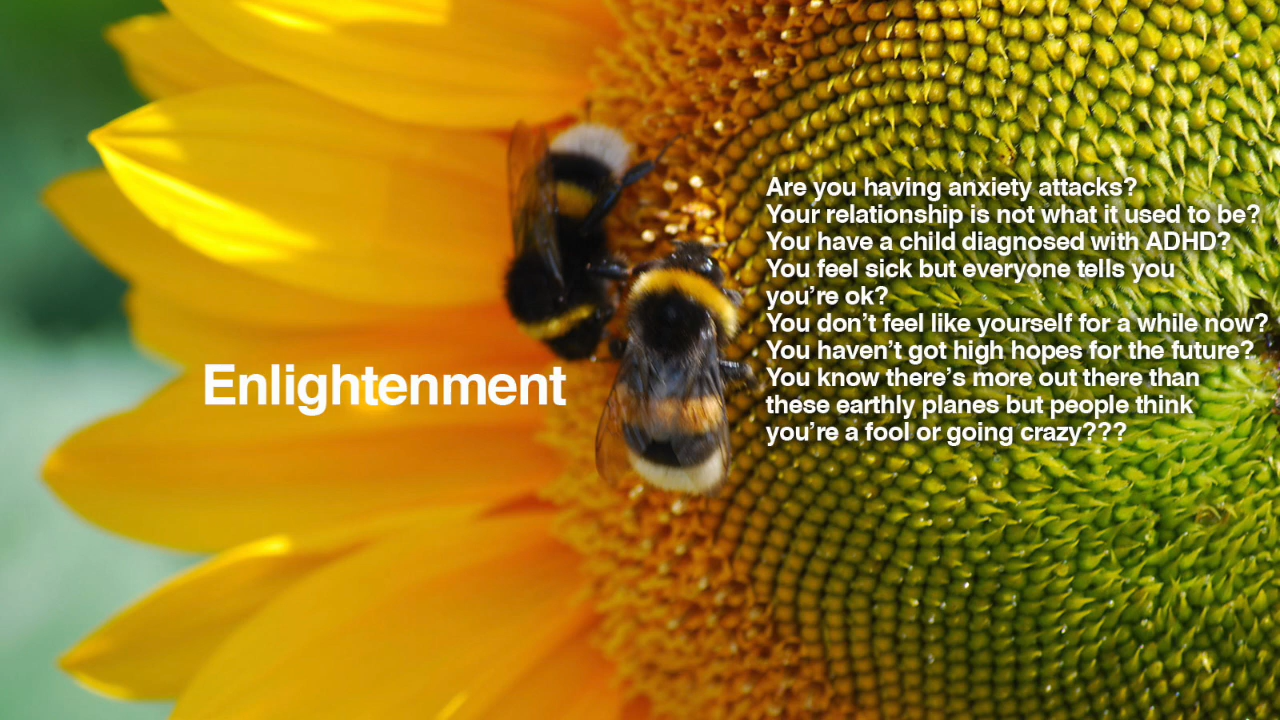 Enlightenment
Are you having anxiety attacks?
Your relationship is not what it used to be?
You have a child diagnosed with ADHD?
You feel sick but everyone tells you
you’re ok?
You don’t feel like yourself for a while now?
You haven’t got high hopes for the future?
You know there’s more out there than
these earthly planes but people think
you’re a fool or going crazy???